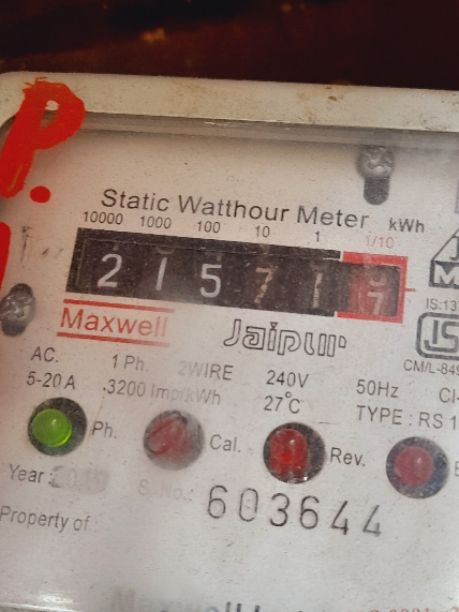 P.
Static Watthour Meter
10000 1000 100 10 1 1/10 kWh
2 1 5 7 1 7
Maxwell Jaipur
IS:13
CM/L-849
AC. 1 Ph. 2WIRE 240V 50Hz
5-20A .3200 Imp/kWh 27°C TYPE : RS 1
Ph. Cal. Rev.
Year : S. No.: 603644
Property of